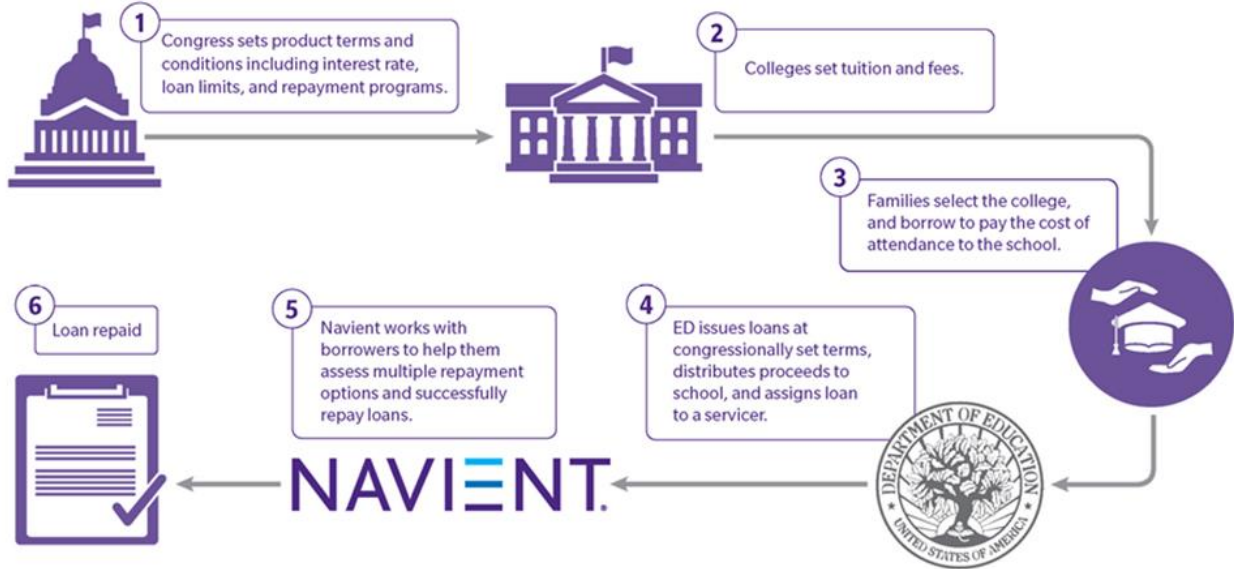 1
Congress sets product terms and
conditions including interest rate,
loan limits, and repayment programs.
2
Colleges set tuition and fees.
3
Families select the college,
and borrow to pay the cost of
attendance to the school.
4
ED issues loans at
congressionally set terms,
distributes proceeds to
school, and assigns loan
to a servicer.
DEPARTMENT OF EDUCATION
UNITED STATES OF AMERICA
5
Navient works with
borrowers to help them
assess multiple repayment
options and successfully
repay loans.
NAVIENT.
6
Loan repaid